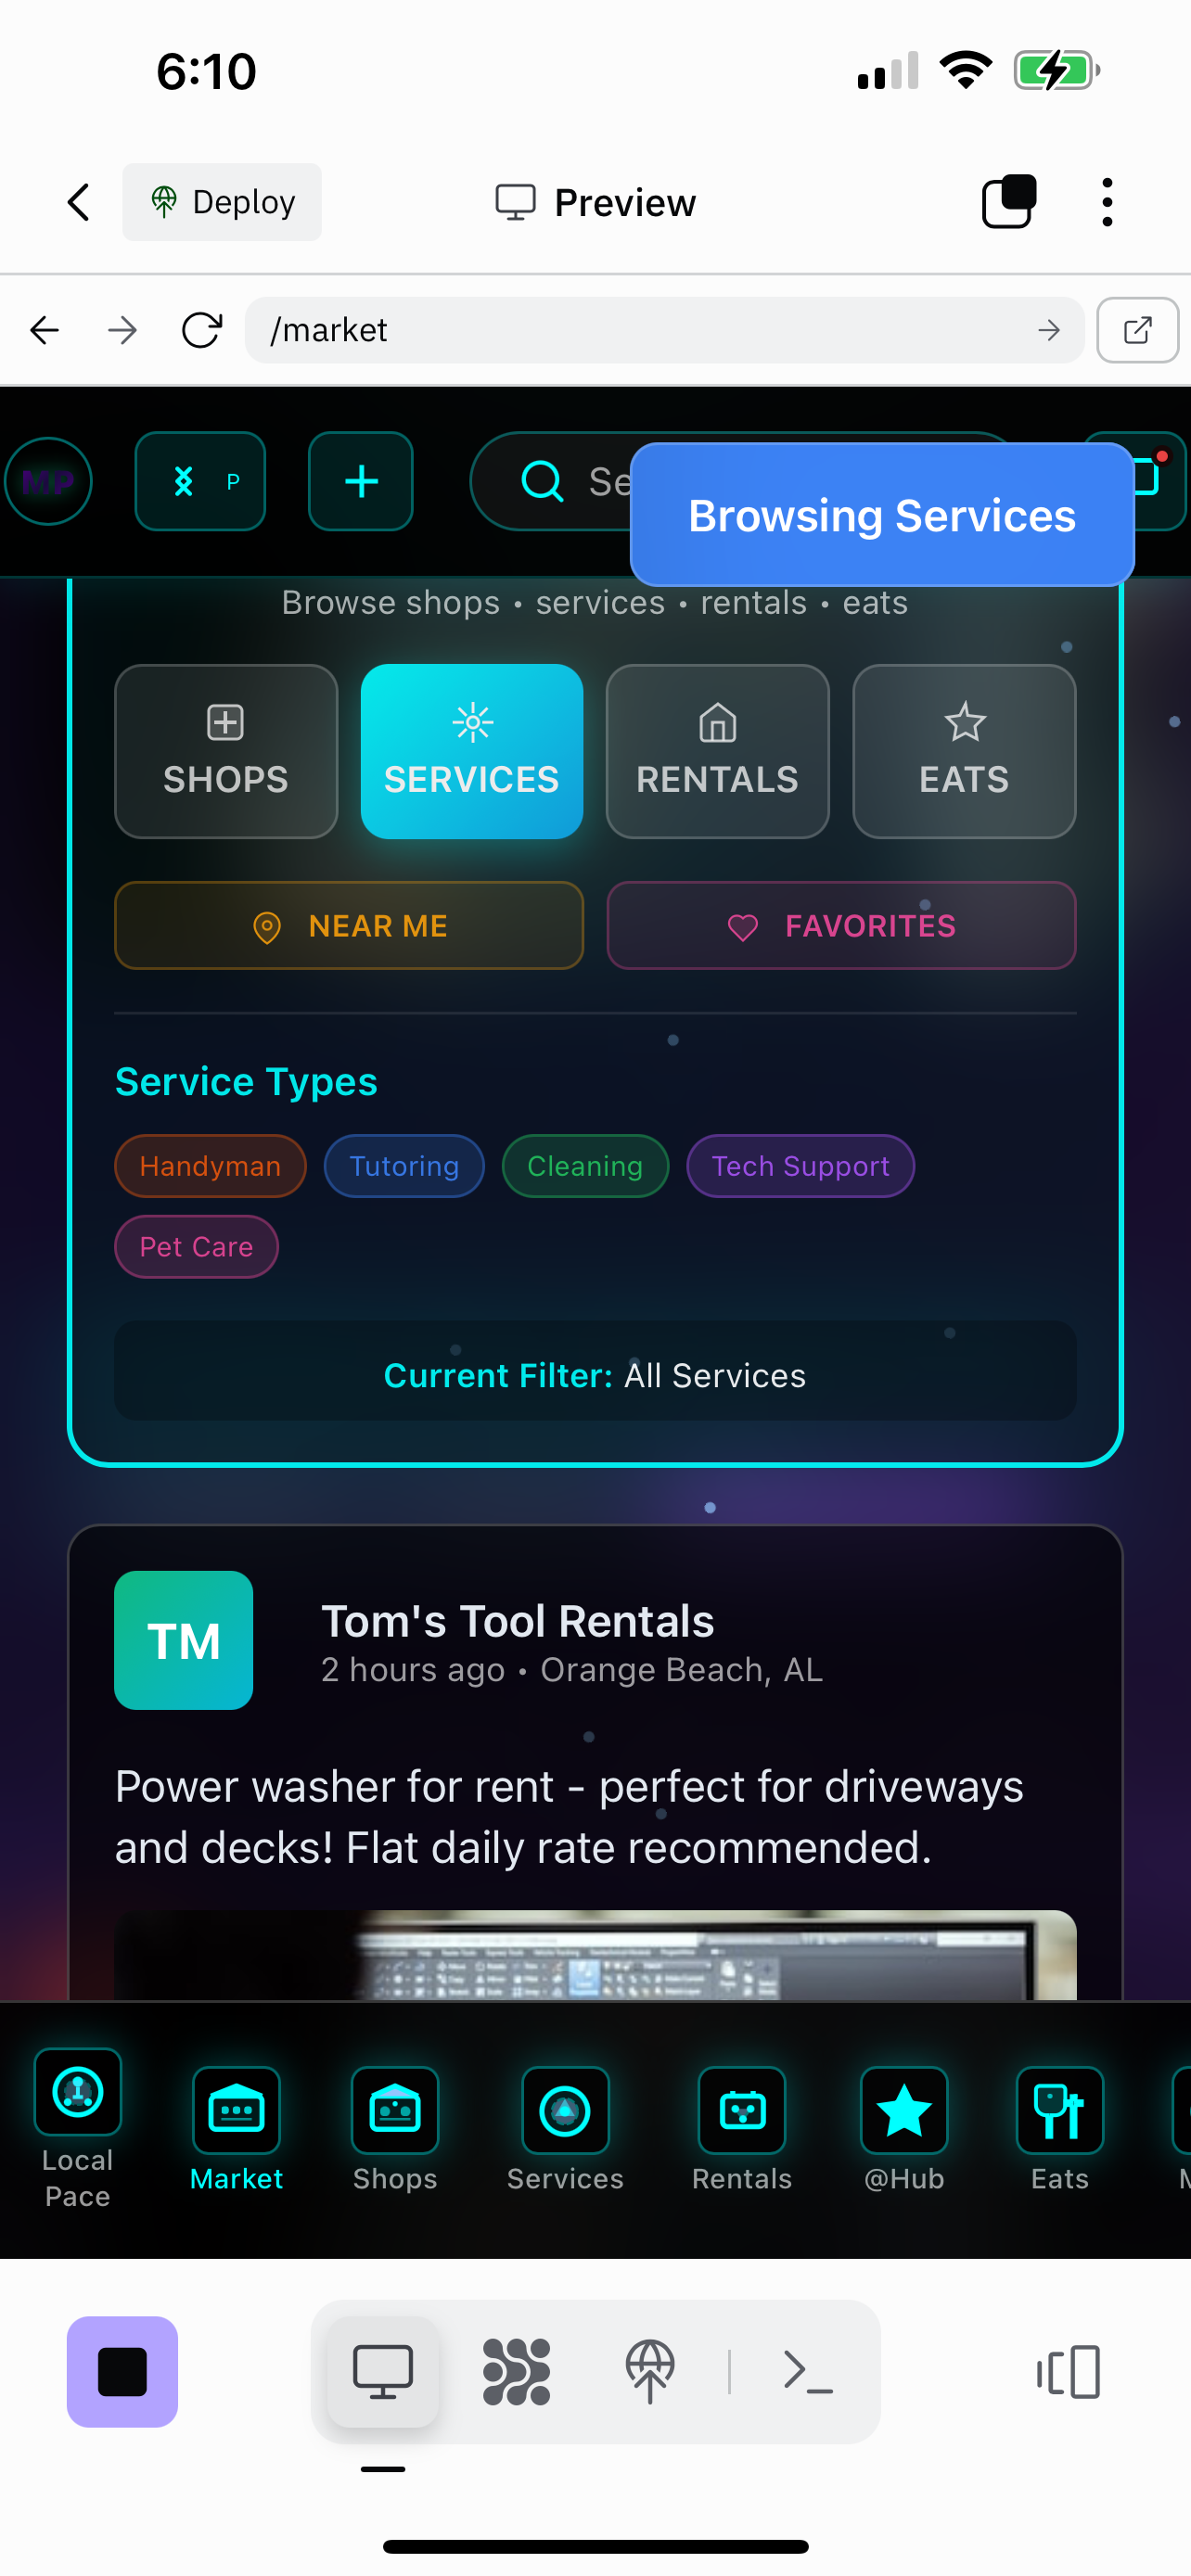 6:10
Deploy
Preview
/market
MP
P
Se
Browsing Services
Browse shops • services • rentals • eats
SHOPS
SERVICES
RENTALS
EATS
NEAR ME
FAVORITES
Service Types
Handyman
Tutoring
Cleaning
Tech Support
Pet Care
Current Filter: All Services
TM
Tom's Tool Rentals
2 hours ago • Orange Beach, AL
Power washer for rent - perfect for driveways
and decks! Flat daily rate recommended.
Local
Pace
Market
Shops
Services
Rentals
@Hub
Eats